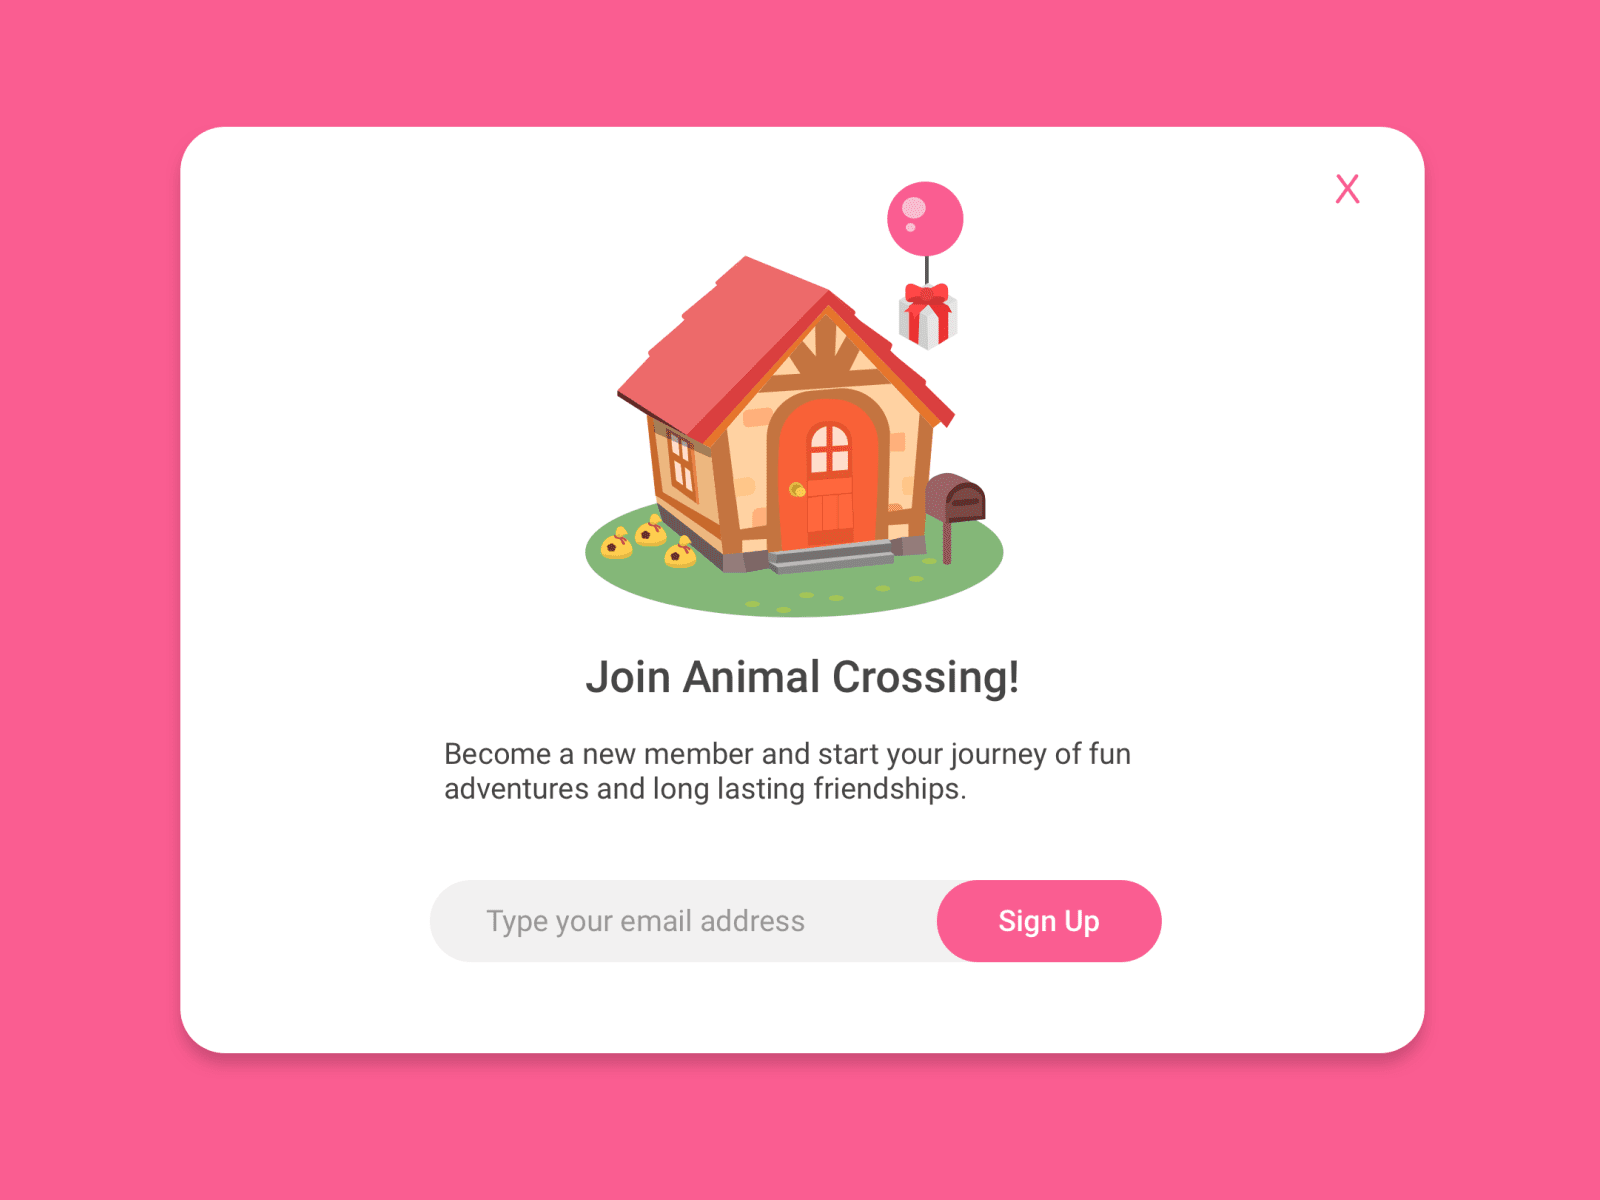 X
Join Animal Crossing!
Become a new member and start your journey of fun
adventures and long lasting friendships.
Type your email address
Sign Up